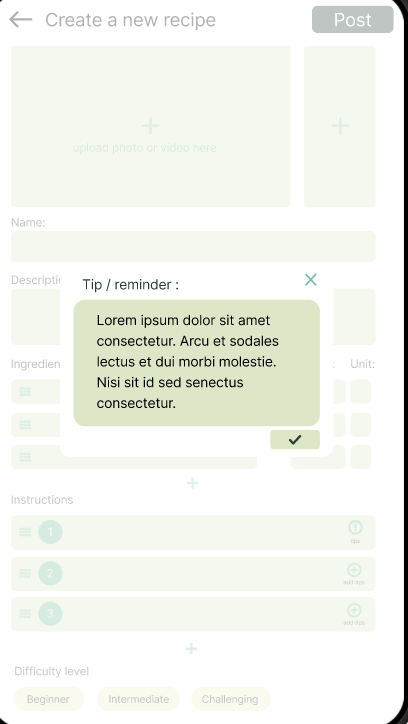 Create a new recipe
Post
upload photo or video here
Name:
Descripti
Tip / reminder :
Lorem ipsum dolor sit amet
consectetur. Arcu et sodales
lectus et dui morbi molestie.
Nisi sit id sed senectus
consectetur.
Ingredien
: Unit:
Instructions
1
tips
2
add tips
3
add tips
Difficulty level
Beginner Intermediate Challenging